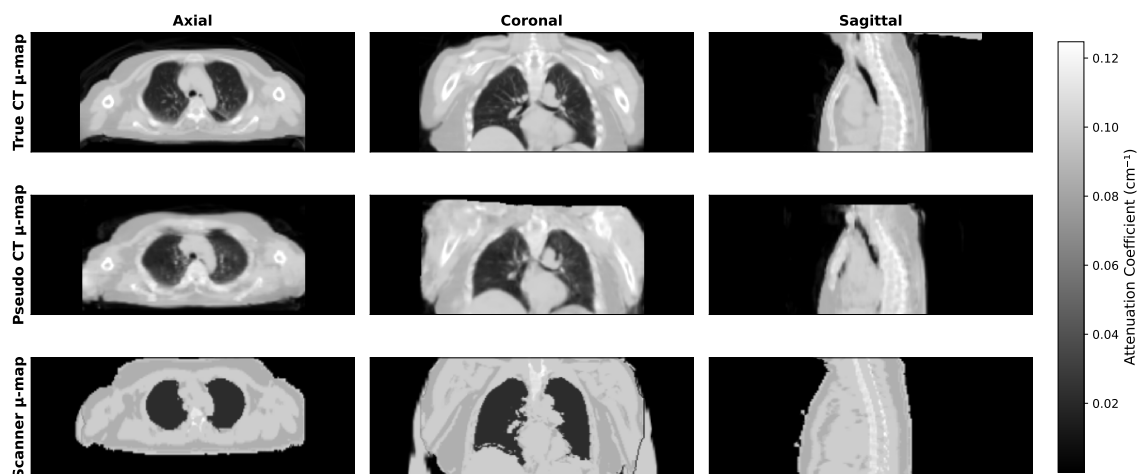 Axial
Coronal
Sagittal
True CT μ-map
Pseudo CT μ-map
Scanner μ-map
0.12
0.10
0.08
0.06
0.04
0.02
Attenuation Coefficient (cm⁻¹)